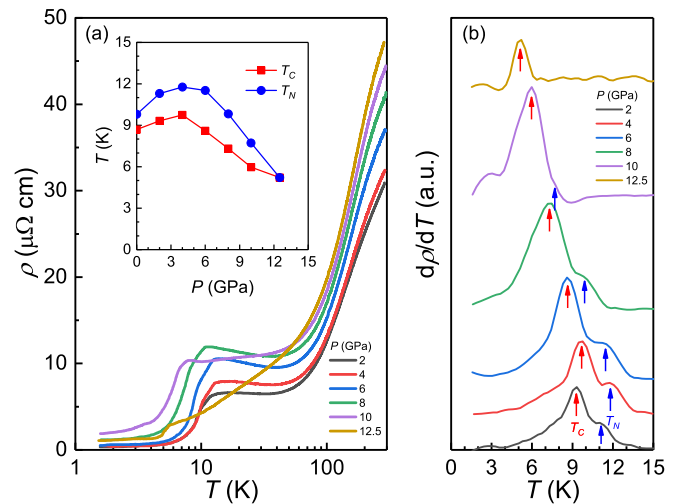 (a)
T_C
T_N
T (K)
15
12
9
6
3
0
0 3 6 9 12 15
P (GPa)
ρ (μΩ cm)
50
40
30
20
10
0
P (GPa)
2
4
6
8
10
12.5
10 100
T (K)
(b)
P (GPa)
2
4
6
8
10
12.5
dρ/dT (a.u.)
T_C
T_N
0 3 6 9 12 15
T (K)